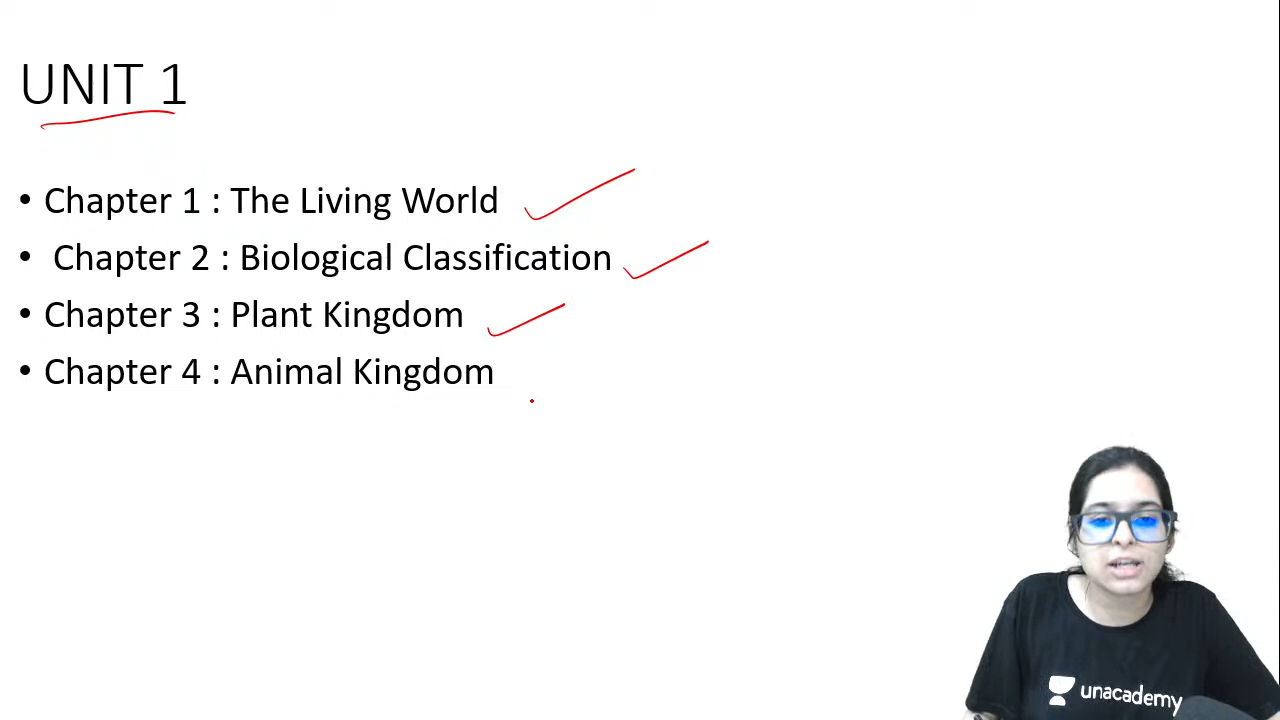 UNIT 1
• Chapter 1 : The Living World
• Chapter 2 : Biological Classification
• Chapter 3 : Plant Kingdom
• Chapter 4 : Animal Kingdom
unacademy